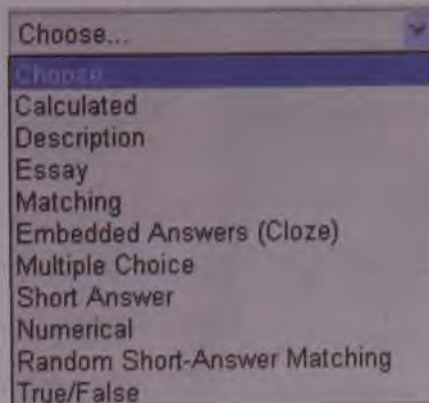 Choose...
Choose...
Calculated
Description
Essay
Matching
Embedded Answers (Cloze)
Multiple Choice
Short Answer
Numerical
Random Short-Answer Matching
True/False